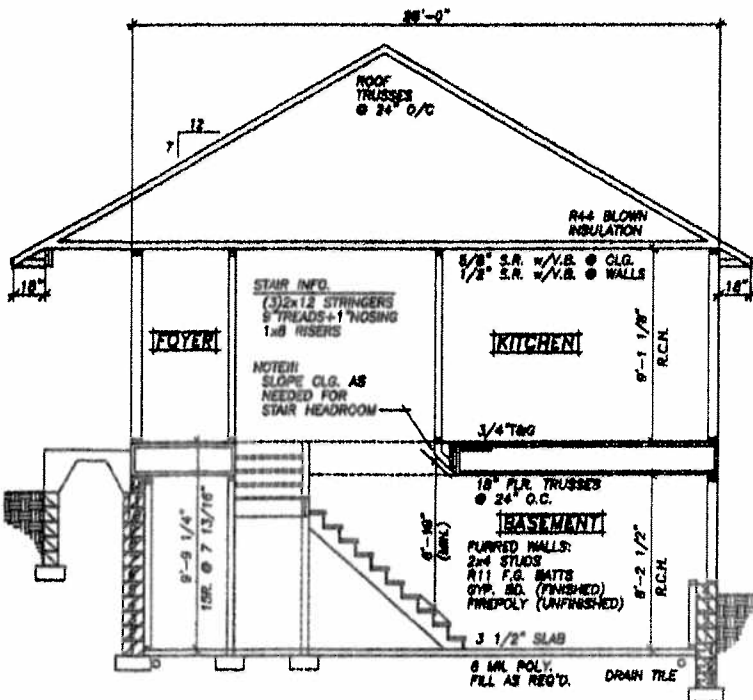 ROOF
TRUSSES
@ 24" O/C
12
7
R44 BLOWN
INSULATION
5/8" S.R. w/V.B. @ CLG.
1/2" S.R. w/V.B. @ WALLS
18"
18"
STAIR INFO.
(3)2x12 STRINGERS
9"TREADS+1"NOSING
1x8 RISERS
FOYER
KITCHEN
9'-1 1/8"
R.C.H.
NOTE!!!
SLOPE CLG. AS
NEEDED FOR
STAIR HEADROOM
3/4"T&G
18" FLR. TRUSSES
@ 24" O.C.
BASEMENT
9'-9 1/4"
15R. @ 7 13/16"
(MIN.)
FURRED WALLS:
2x4 STUDS
R11 F.G. BATTS
GYP. BD. (FINISHED)
FIREPOLY (UNFINISHED)
8'-2 1/2"
R.C.H.
3 1/2" SLAB
6 MIL POLY.
FILL AS REQ'D.
DRAIN TILE